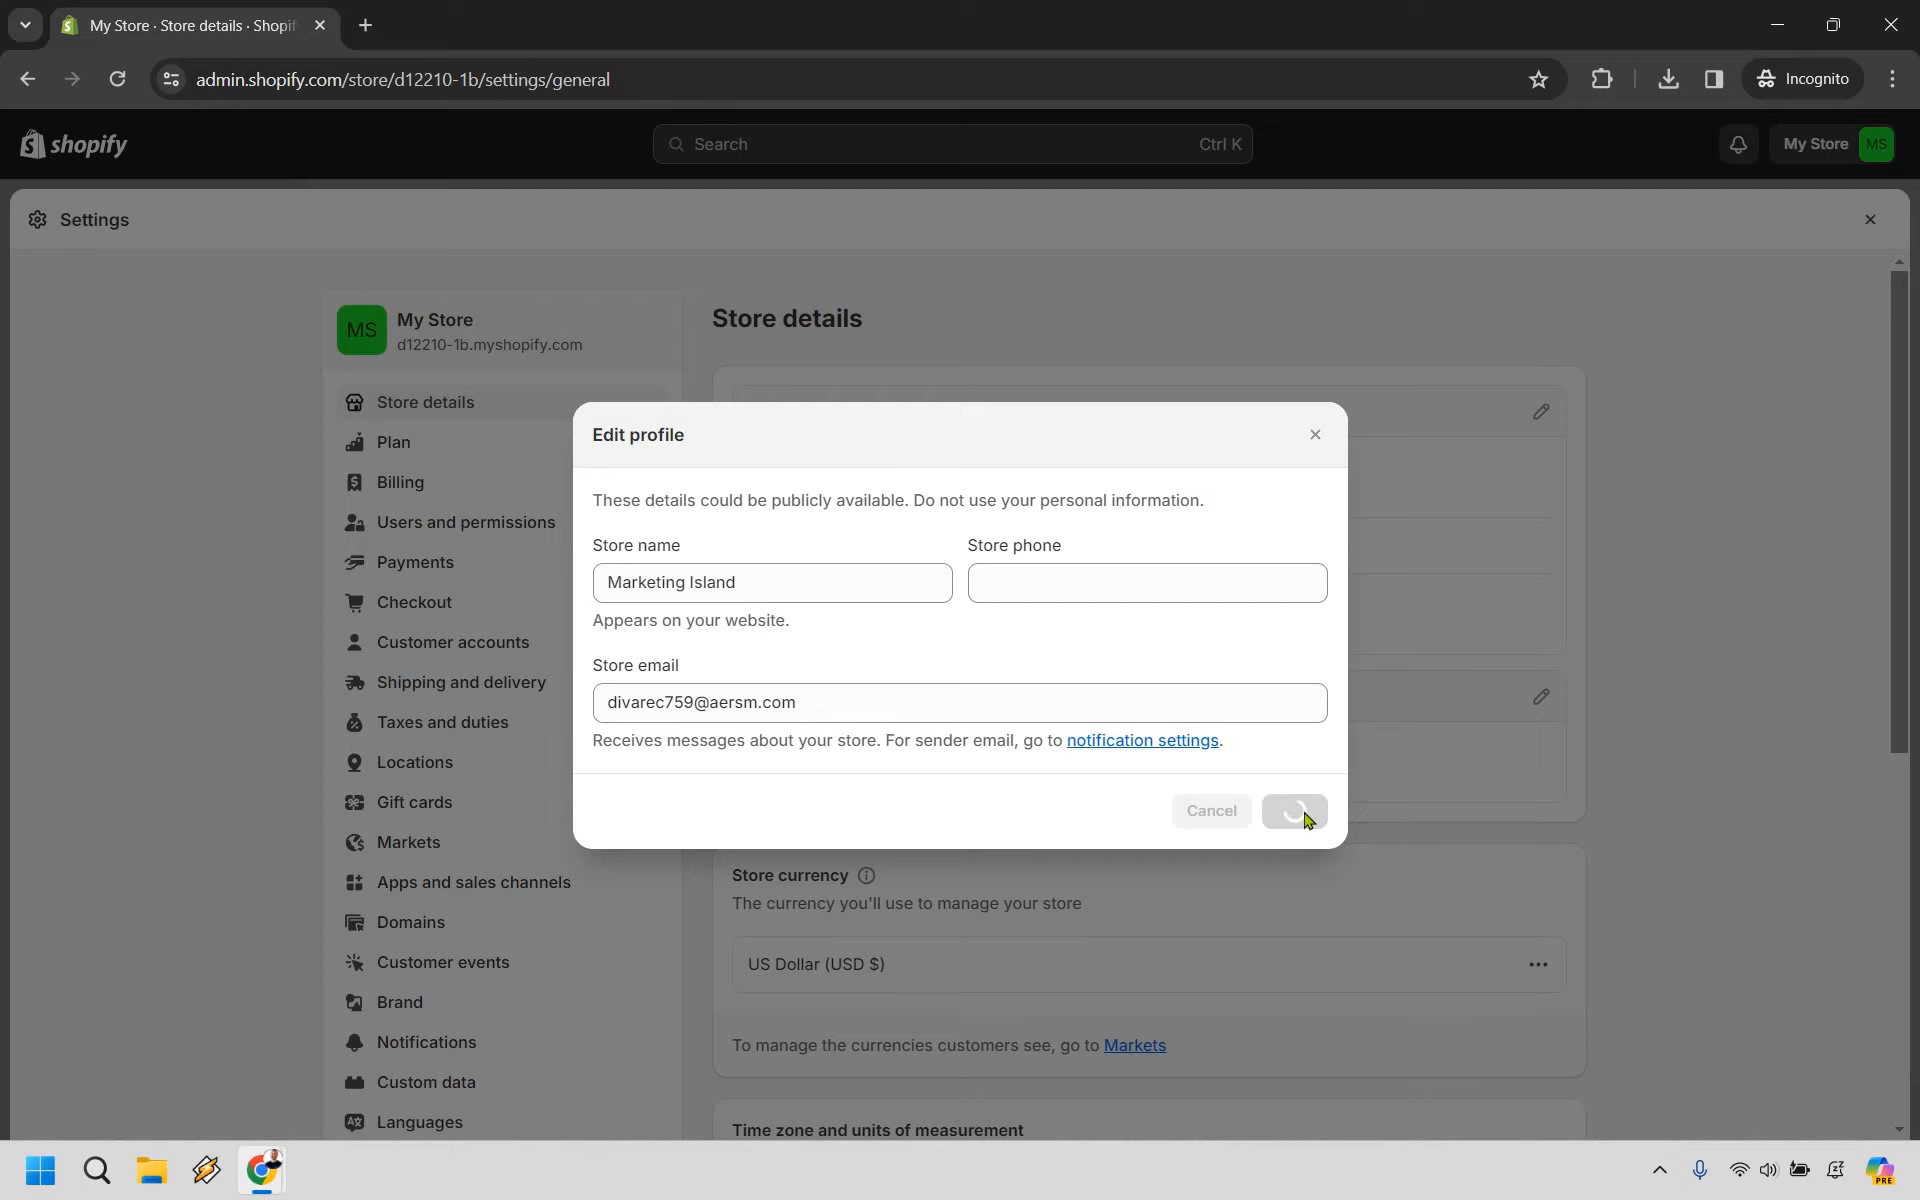 My Store · Store details · Shopif
admin.shopify.com/store/d12210-1b/settings/general
Incognito
shopify
Search
Ctrl K
My Store
MS
Settings
MS
My Store
d12210-1b.myshopify.com
Store details
Plan
Billing
Users and permissions
Payments
Checkout
Customer accounts
Shipping and delivery
Taxes and duties
Locations
Gift cards
Markets
Apps and sales channels
Domains
Customer events
Brand
Notifications
Custom data
Languages
Store details
Edit profile
These details could be publicly available. Do not use your personal information.
Store name
Store phone
Marketing Island
Appears on your website.
Store email
divarec759@aersm.com
Receives messages about your store. For sender email, go to notification settings.
Cancel
Store currency
The currency you'll use to manage your store
US Dollar (USD $)
To manage the currencies customers see, go to Markets
Time zone and units of measurement
PRE